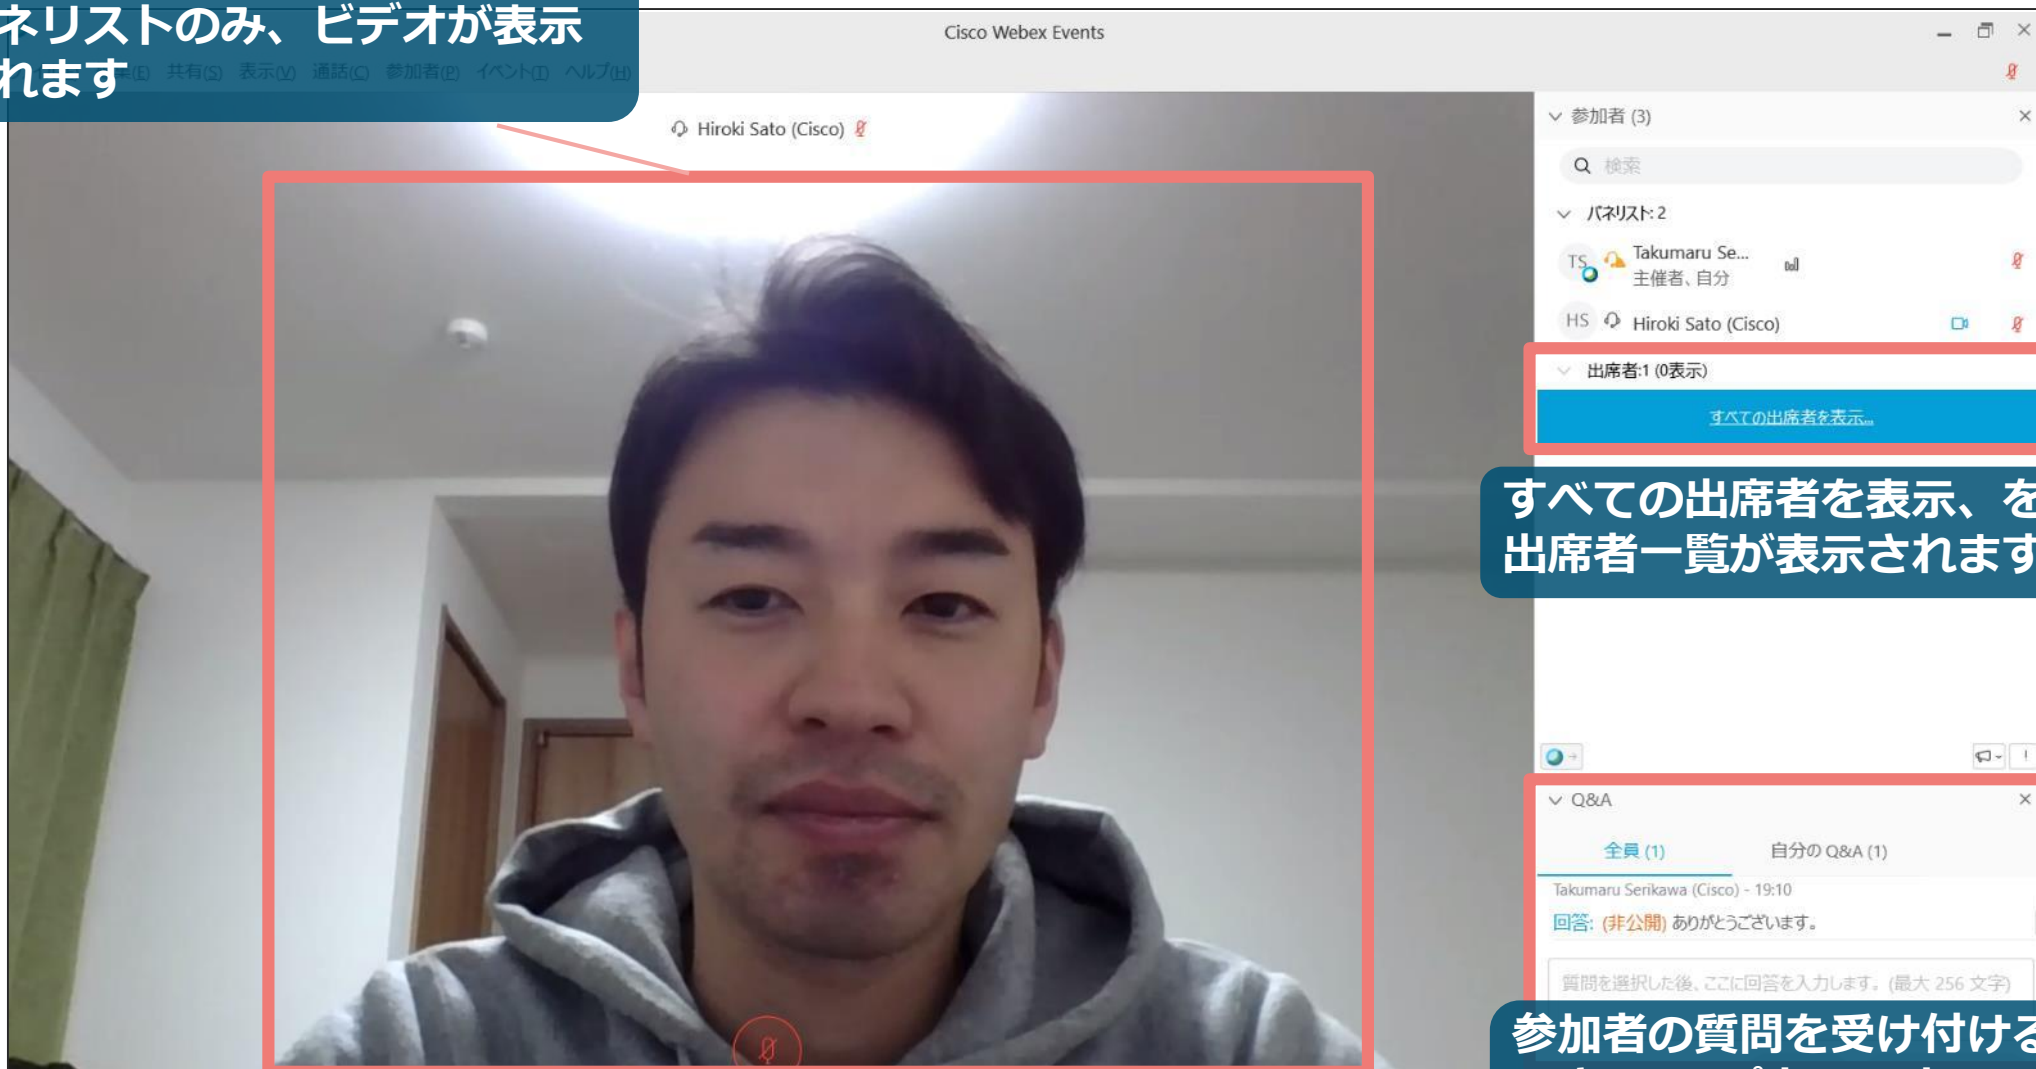 ネリストのみ、ビデオが表示
れます
Cisco Webex Events
(E) 共有(S) 表示(V) 通話(C) 参加者(P) イベント(T) ヘルプ(H)
Hiroki Sato (Cisco)
参加者 (3)
検索
パネリスト: 2
TS Takumaru Se...
主催者、自分
HS Hiroki Sato (Cisco)
出席者:1 (0表示)
すべての出席者を表示...
すべての出席者を表示、を
出席者一覧が表示されます
Q&A
全員 (1) 自分の Q&A (1)
Takumaru Serikawa (Cisco) - 19:10
回答: (非公開) ありがとうございます。
質問を選択した後、ここに回答を入力します。(最大 256 文字)
参加者の質問を受け付ける